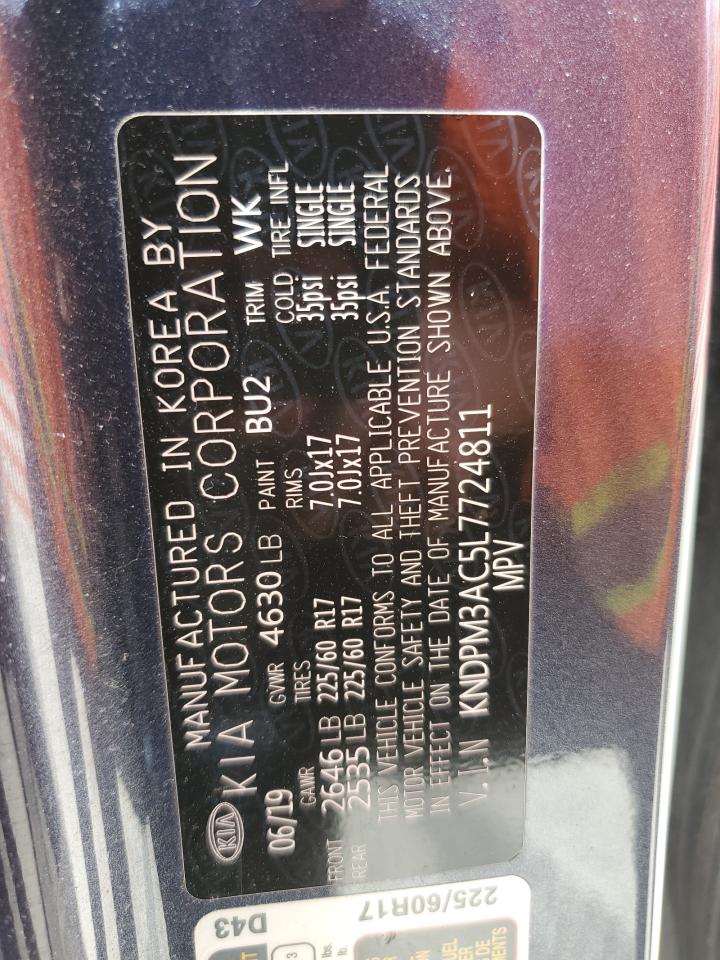 MANUFACTURED IN KOREA BY
KIA KIA MOTORS CORPORATION
06/19 GVWR 4630 LB PAINT BU2 TRIM WK
GAWR TIRES RIMS COLD TIRE INFL
FRONT 2646 LB 225/60 R17 7.0Jx17 35psi SINGLE
REAR 2535 LB 225/60 R17 7.0Jx17 35psi SINGLE
THIS VEHICLE CONFORMS TO ALL APPLICABLE U.S.A. FEDERAL
MOTOR VEHICLE SAFETY AND THEFT PREVENTION STANDARDS
IN EFFECT ON THE DATE OF MANUFACTURE SHOWN ABOVE.
V.I.N KNDPM3AC5L7724811
MPV
D43
225/60R17